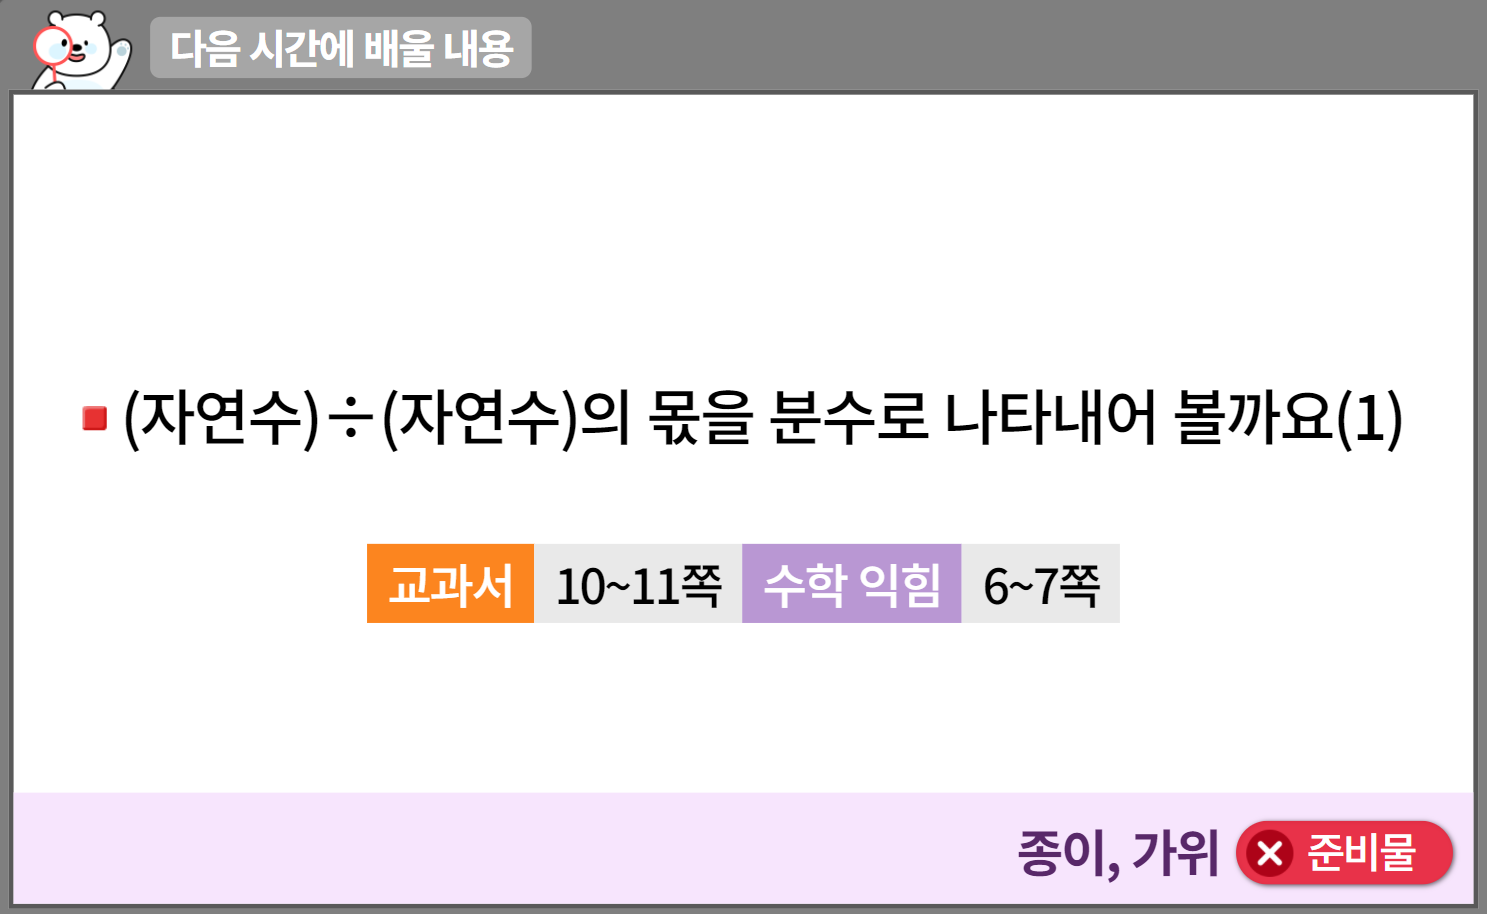 다음 시간에 배울 내용
(자연수)÷(자연수)의 몫을 분수로 나타내어 볼까요(1)
교과서 10~11쪽 수학 익힘 6~7쪽
종이, 가위 준비물